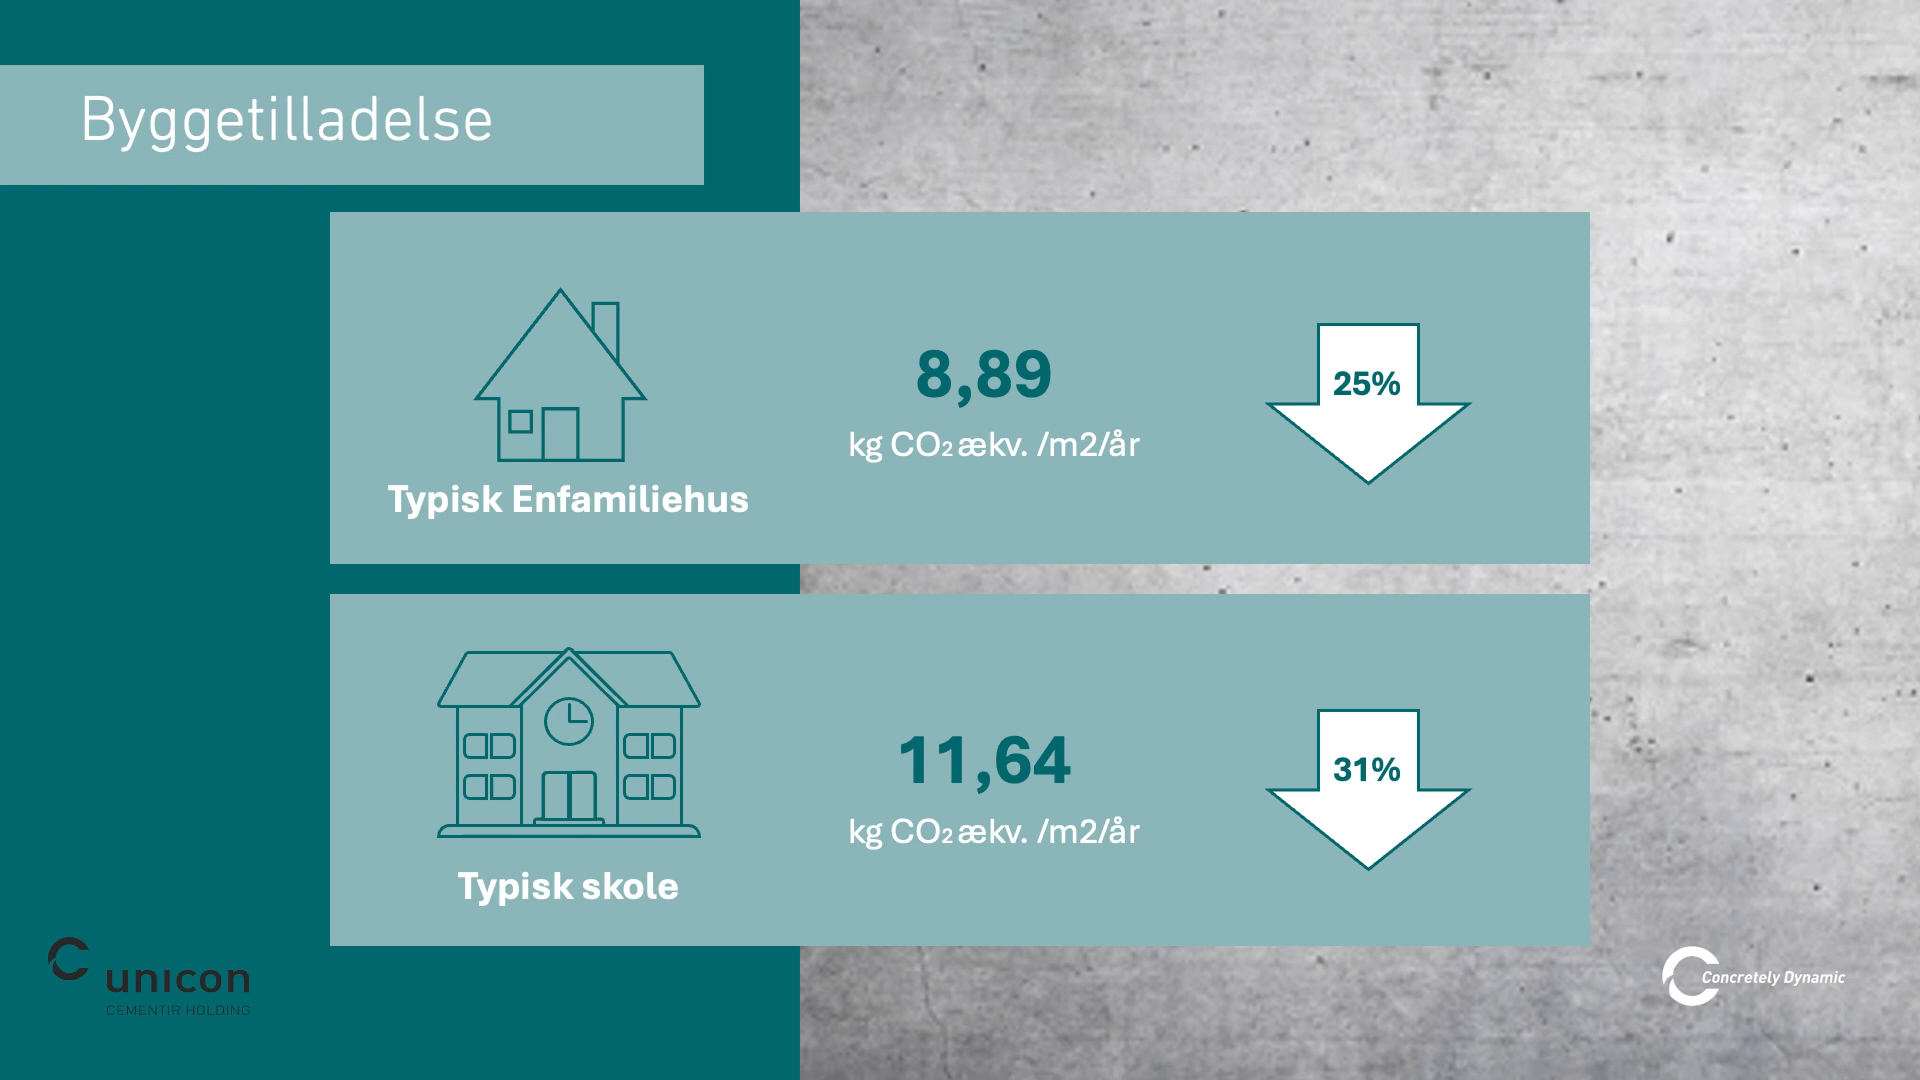 Byggetilladelse
8,89
25%
kg CO₂ ækv. /m2/år
Typisk Enfamiliehus
11,64
31%
kg CO₂ ækv. /m2/år
Typisk skole
unicon
CEMENTIR HOLDING
Concretely Dynamic